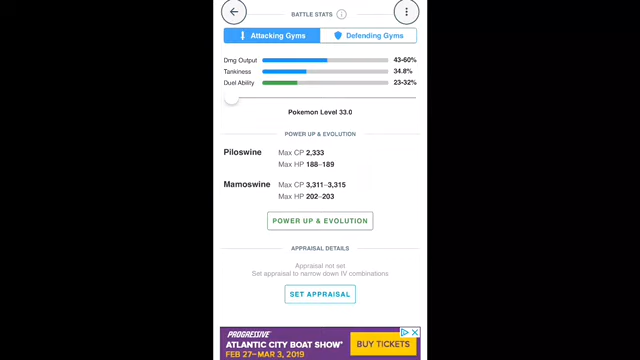 BATTLE STATS
Attacking Gyms
Defending Gyms
Dmg Output 43-60%
Tankiness 34.8%
Duel Ability 23-32%
Pokemon Level 33.0
POWER UP & EVOLUTION
Piloswine Max CP 2,333
Max HP 188-189
Mamoswine Max CP 3,311-3,315
Max HP 202-203
POWER UP & EVOLUTION
APPRAISAL DETAILS
Appraisal not set
Set appraisal to narrow down IV combinations
SET APPRAISAL
PROGRESSIVE
ATLANTIC CITY BOAT SHOW
FEB 27-MAR 3, 2019
BUY TICKETS